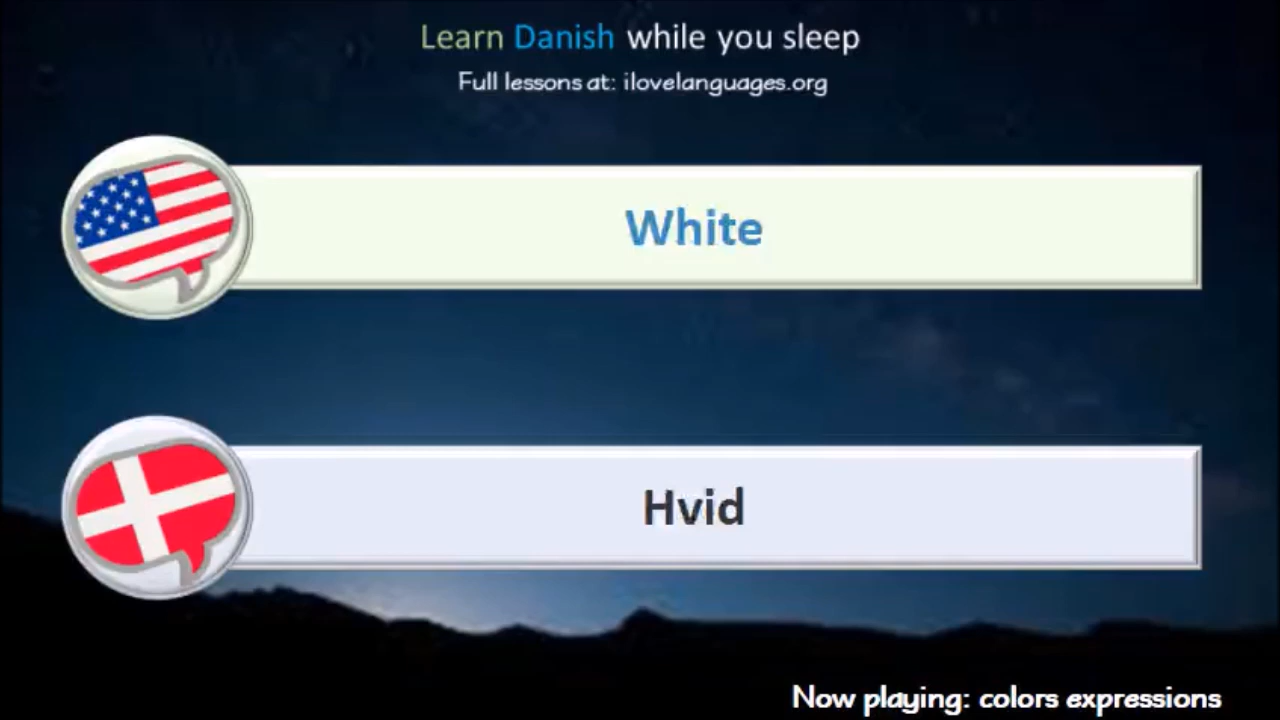 Learn Danish while you sleep
Full lessons at: ilovelanguages.org
White
Hvid
Now playing: colors expressions